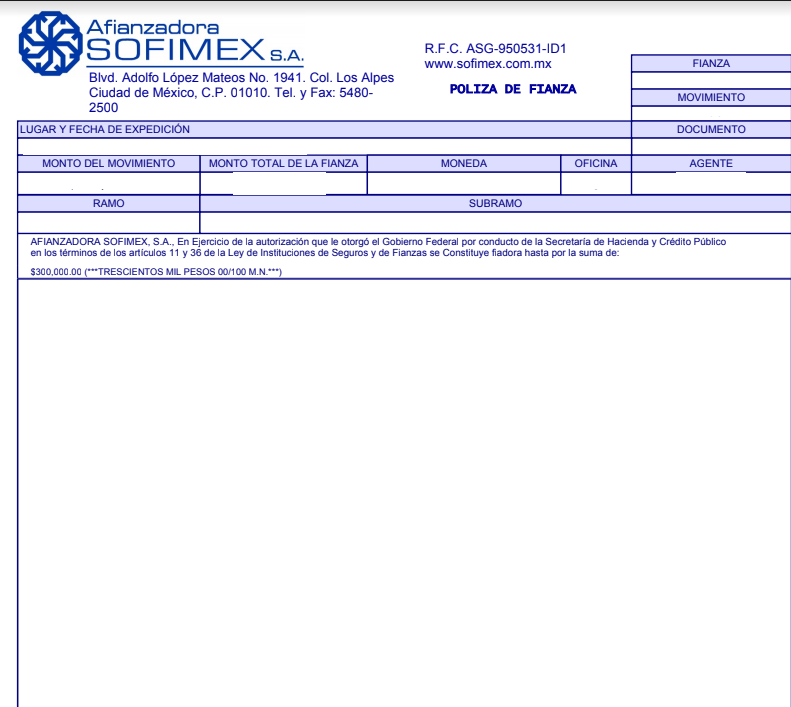 Afianzadora
SOFIMEX S.A.
Blvd. Adolfo López Mateos No. 1941. Col. Los Alpes
Ciudad de México, C.P. 01010. Tel. y Fax: 5480-
2500
R.F.C. ASG-950531-ID1
www.sofimex.com.mx
POLIZA DE FIANZA
FIANZA
MOVIMIENTO
LUGAR Y FECHA DE EXPEDICIÓN
DOCUMENTO
MONTO DEL MOVIMIENTO
MONTO TOTAL DE LA FIANZA
MONEDA
OFICINA
AGENTE
RAMO
SUBRAMO
AFIANZADORA SOFIMEX, S.A., En Ejercicio de la autorización que le otorgó el Gobierno Federal por conducto de la Secretaría de Hacienda y Crédito Público
en los términos de los artículos 11 y 36 de la Ley de Instituciones de Seguros y de Fianzas se Constituye fiadora hasta por la suma de:
$300,000.00 (***TRESCIENTOS MIL PESOS 00/100 M.N.***)